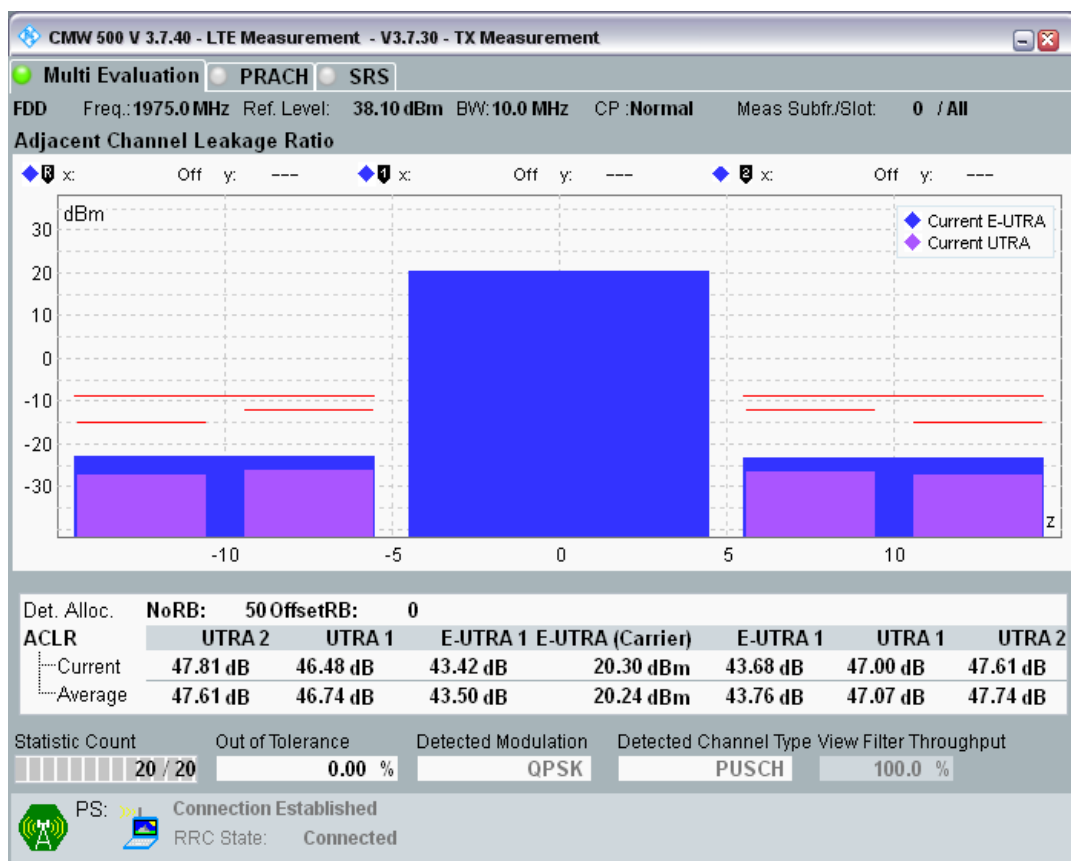 CMW 500 V 3.7.40 - LTE Measurement - V3.7.30 - TX Measurement
Multi Evaluation PRACH SRS
FDD Freq.: 1975.0 MHz Ref. Level: 38.10 dBm BW: 10.0 MHz CP :Normal Meas Subfr./Slot: 0 / All
Adjacent Channel Leakage Ratio
R x: Off y: --- 1 x: Off y: --- 2 x: Off y: ---
dBm
Current E-UTRA
Current UTRA
30
20
10
0
-10
-20
-30
z
-10 -5 0 5 10
Det. Alloc. NoRB: 50 OffsetRB: 0
ACLR UTRA 2 UTRA 1 E-UTRA 1 E-UTRA (Carrier) E-UTRA 1 UTRA 1 UTRA 2
Current 47.81 dB 46.48 dB 43.42 dB 20.30 dBm 43.68 dB 47.00 dB 47.61 dB
Average 47.61 dB 46.74 dB 43.50 dB 20.24 dBm 43.76 dB 47.07 dB 47.74 dB
Statistic Count Out of Tolerance Detected Modulation Detected Channel Type View Filter Throughput
20 / 20 0.00 % QPSK PUSCH 100.0 %
PS: Connection Established
RRC State: Connected